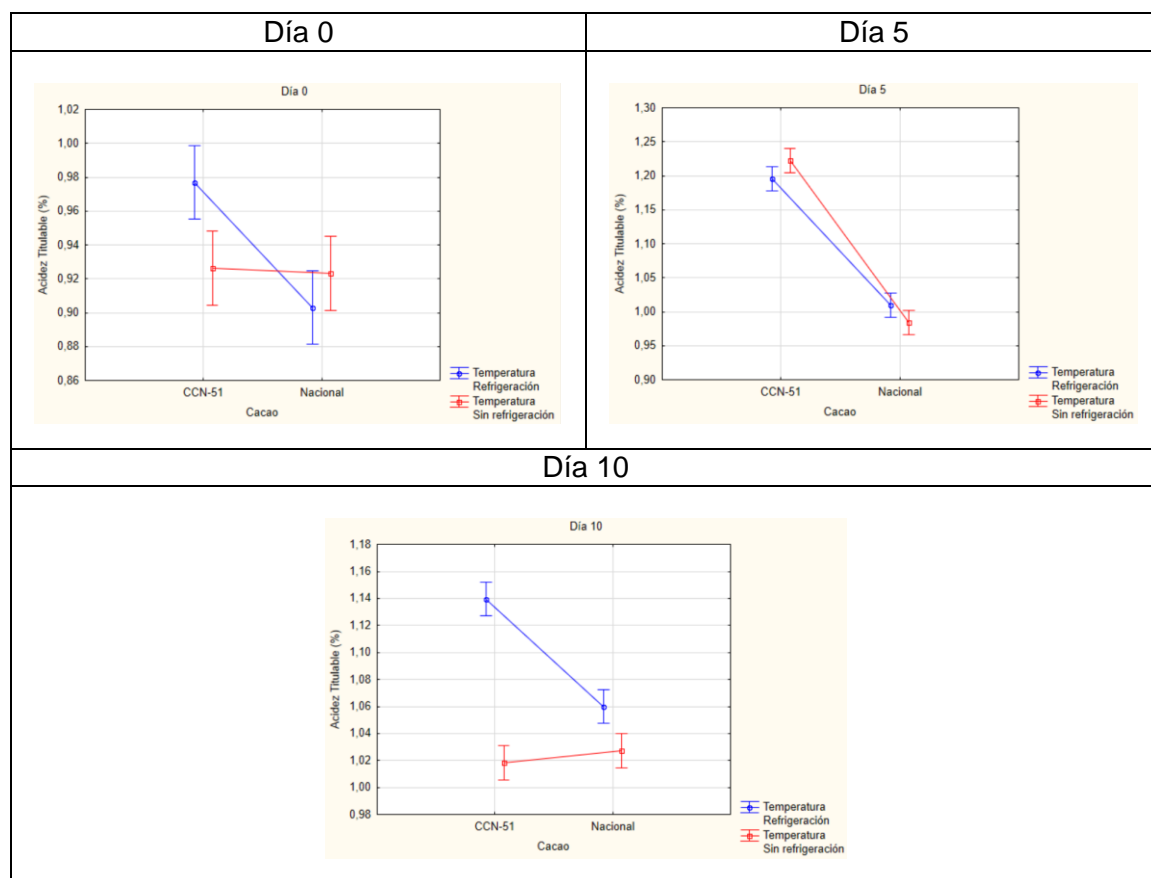 Día 0
Día 5
Día 0
1,02
1,00
0,98
0,96
0,94
0,92
0,90
0,88
0,86
Acidez Titulable (%)
CCN-51
Nacional
Cacao
Temperatura
Refrigeración
Temperatura
Sin refrigeración
Día 5
1,30
1,25
1,20
1,15
1,10
1,05
1,00
0,95
0,90
Acidez Titulable (%)
CCN-51
Nacional
Cacao
Temperatura
Refrigeración
Temperatura
Sin refrigeración
Día 10
Día 10
1,18
1,16
1,14
1,12
1,10
1,08
1,06
1,04
1,02
1,00
0,98
Acidez Titulable (%)
CCN-51
Nacional
Cacao
Temperatura
Refrigeración
Temperatura
Sin refrigeración